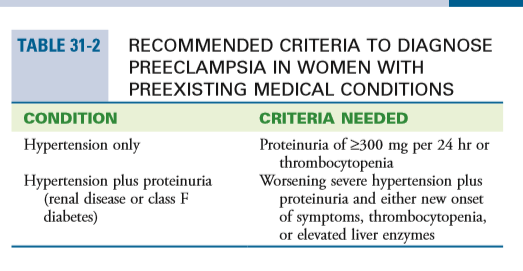 TABLE 31-2
RECOMMENDED CRITERIA TO DIAGNOSE
PREECLAMPSIA IN WOMEN WITH
PREEXISTING MEDICAL CONDITIONS
CONDITION CRITERIA NEEDED
Hypertension only Proteinuria of ≥300 mg per 24 hr or
thrombocytopenia
Hypertension plus proteinuria Worsening severe hypertension plus
(renal disease or class F proteinuria and either new onset
diabetes) of symptoms, thrombocytopenia,
or elevated liver enzymes